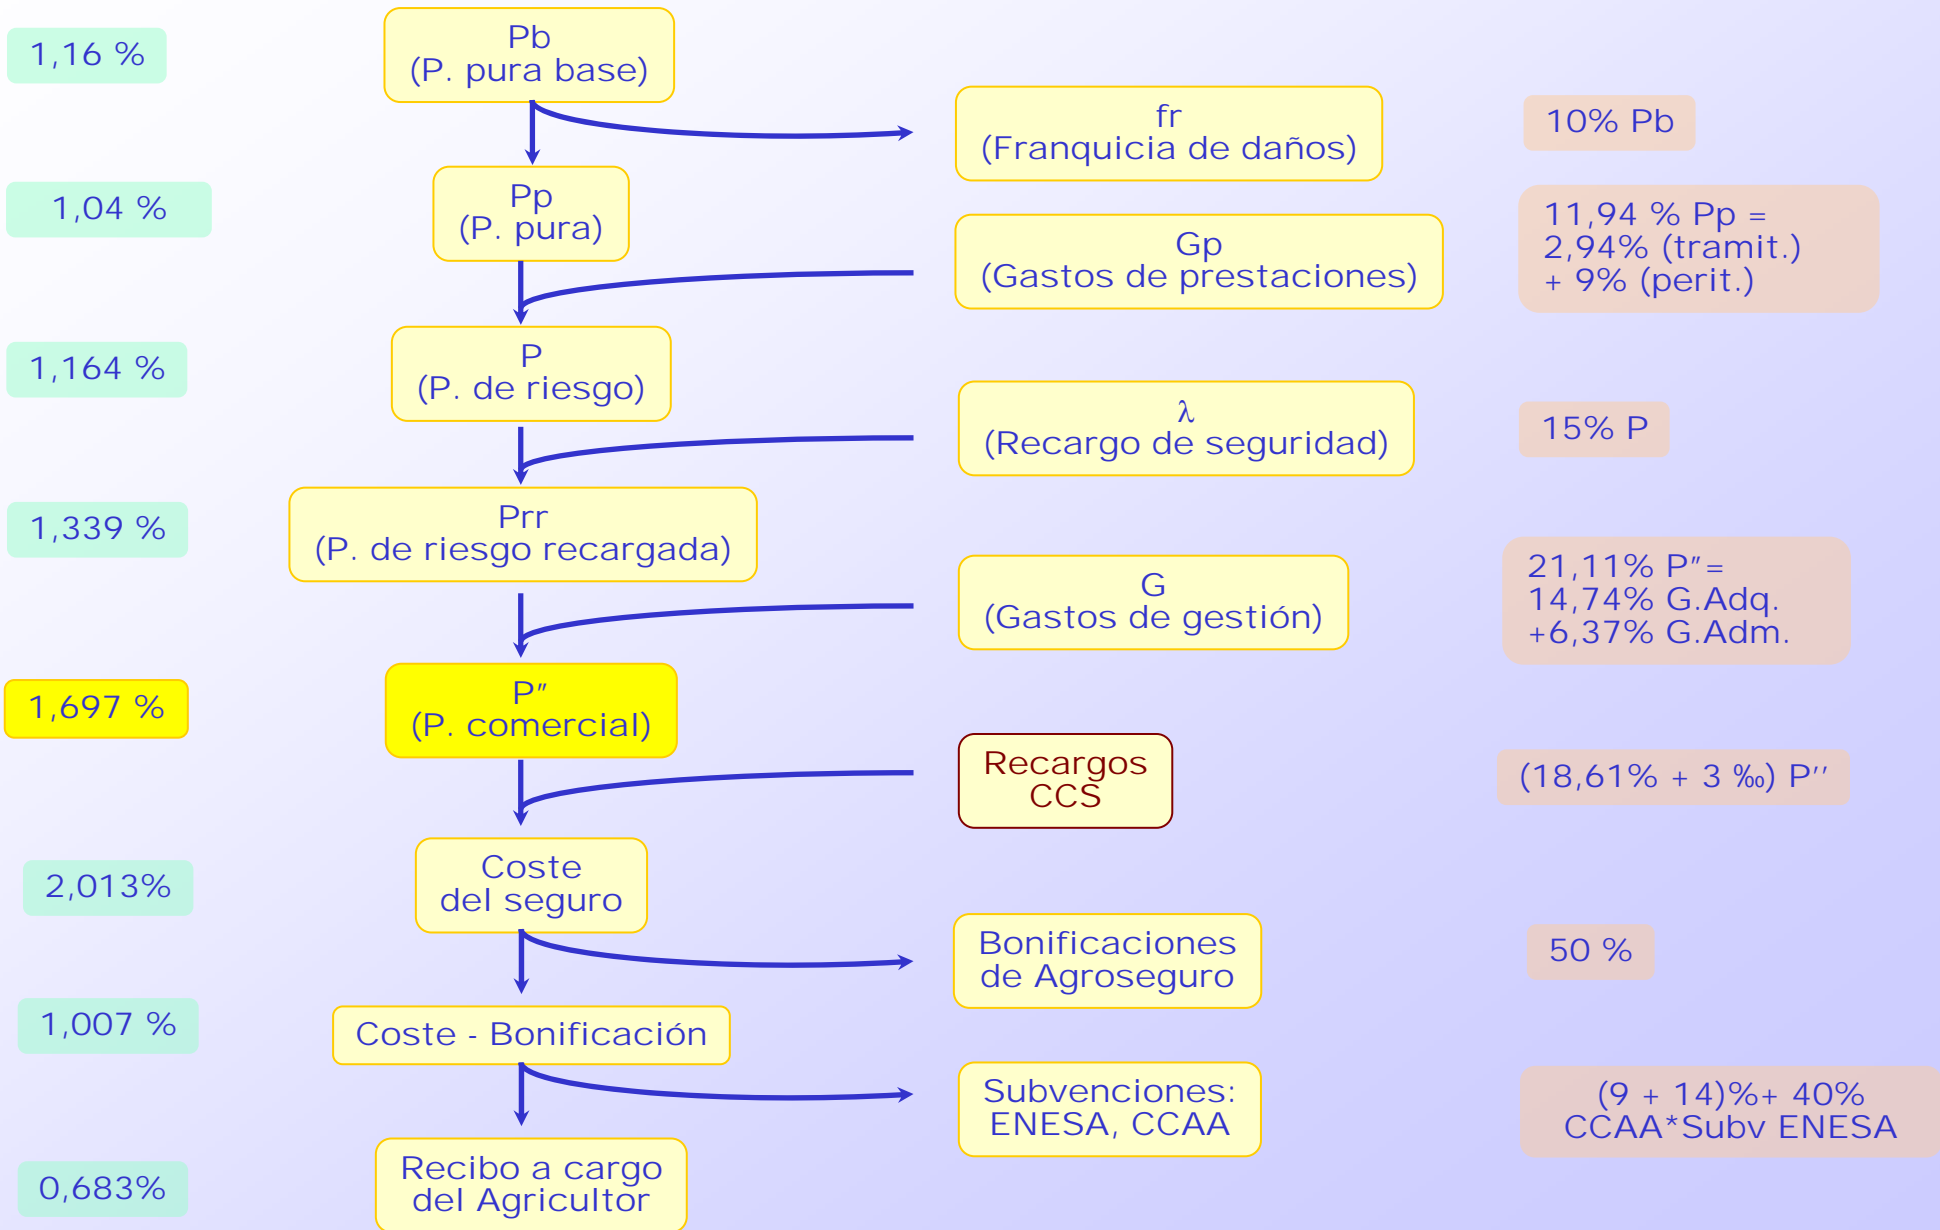 1,16 %
Pb
(P. pura base)
fr
(Franquicia de daños)
10% Pb
1,04 %
Pp
(P. pura)
Gp
(Gastos de prestaciones)
11,94 % Pp =
2,94% (tramit.)
+ 9% (perit.)
1,164 %
P
(P. de riesgo)
λ
(Recargo de seguridad)
15% P
1,339 %
Prr
(P. de riesgo recargada)
G
(Gastos de gestión)
21,11% P"=
14,74% G.Adq.
+6,37% G.Adm.
1,697 %
P"
(P. comercial)
Recargos
CCS
(18,61% + 3 ‰) P''
2,013%
Coste
del seguro
Bonificaciones
de Agroseguro
50 %
1,007 %
Coste - Bonificación
Subvenciones:
ENESA, CCAA
(9 + 14)%+ 40%
CCAA*Subv ENESA
0,683%
Recibo a cargo
del Agricultor